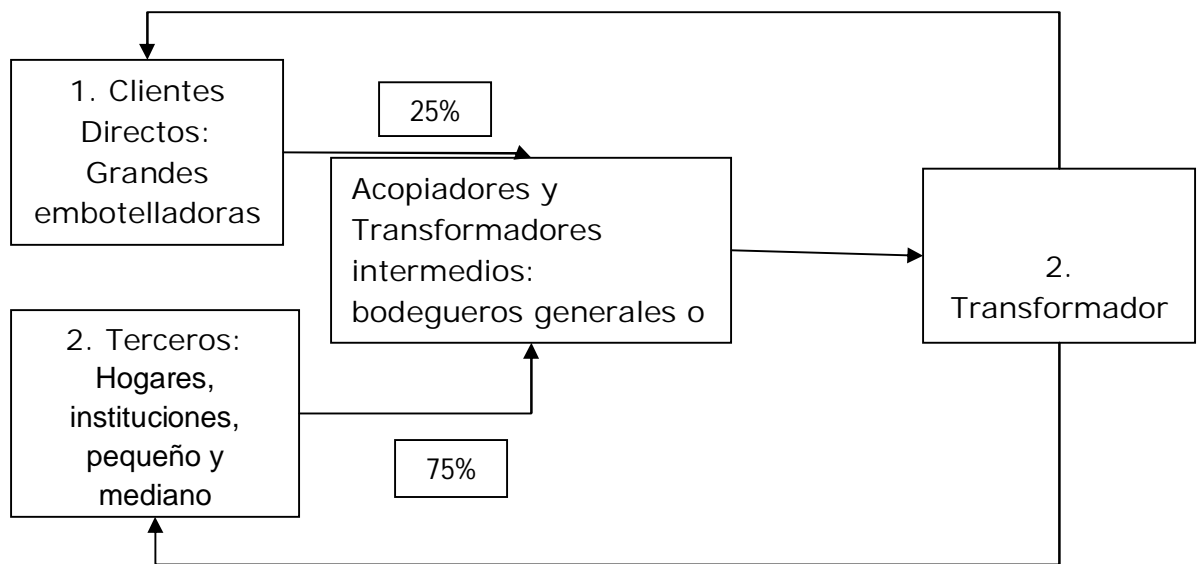 1. Clientes
Directos:
Grandes
embotelladoras
25%
Acopiadores y
Transformadores
intermedios:
bodegueros generales o
2.
Transformador
2. Terceros:
Hogares,
instituciones,
pequeño y
mediano
75%